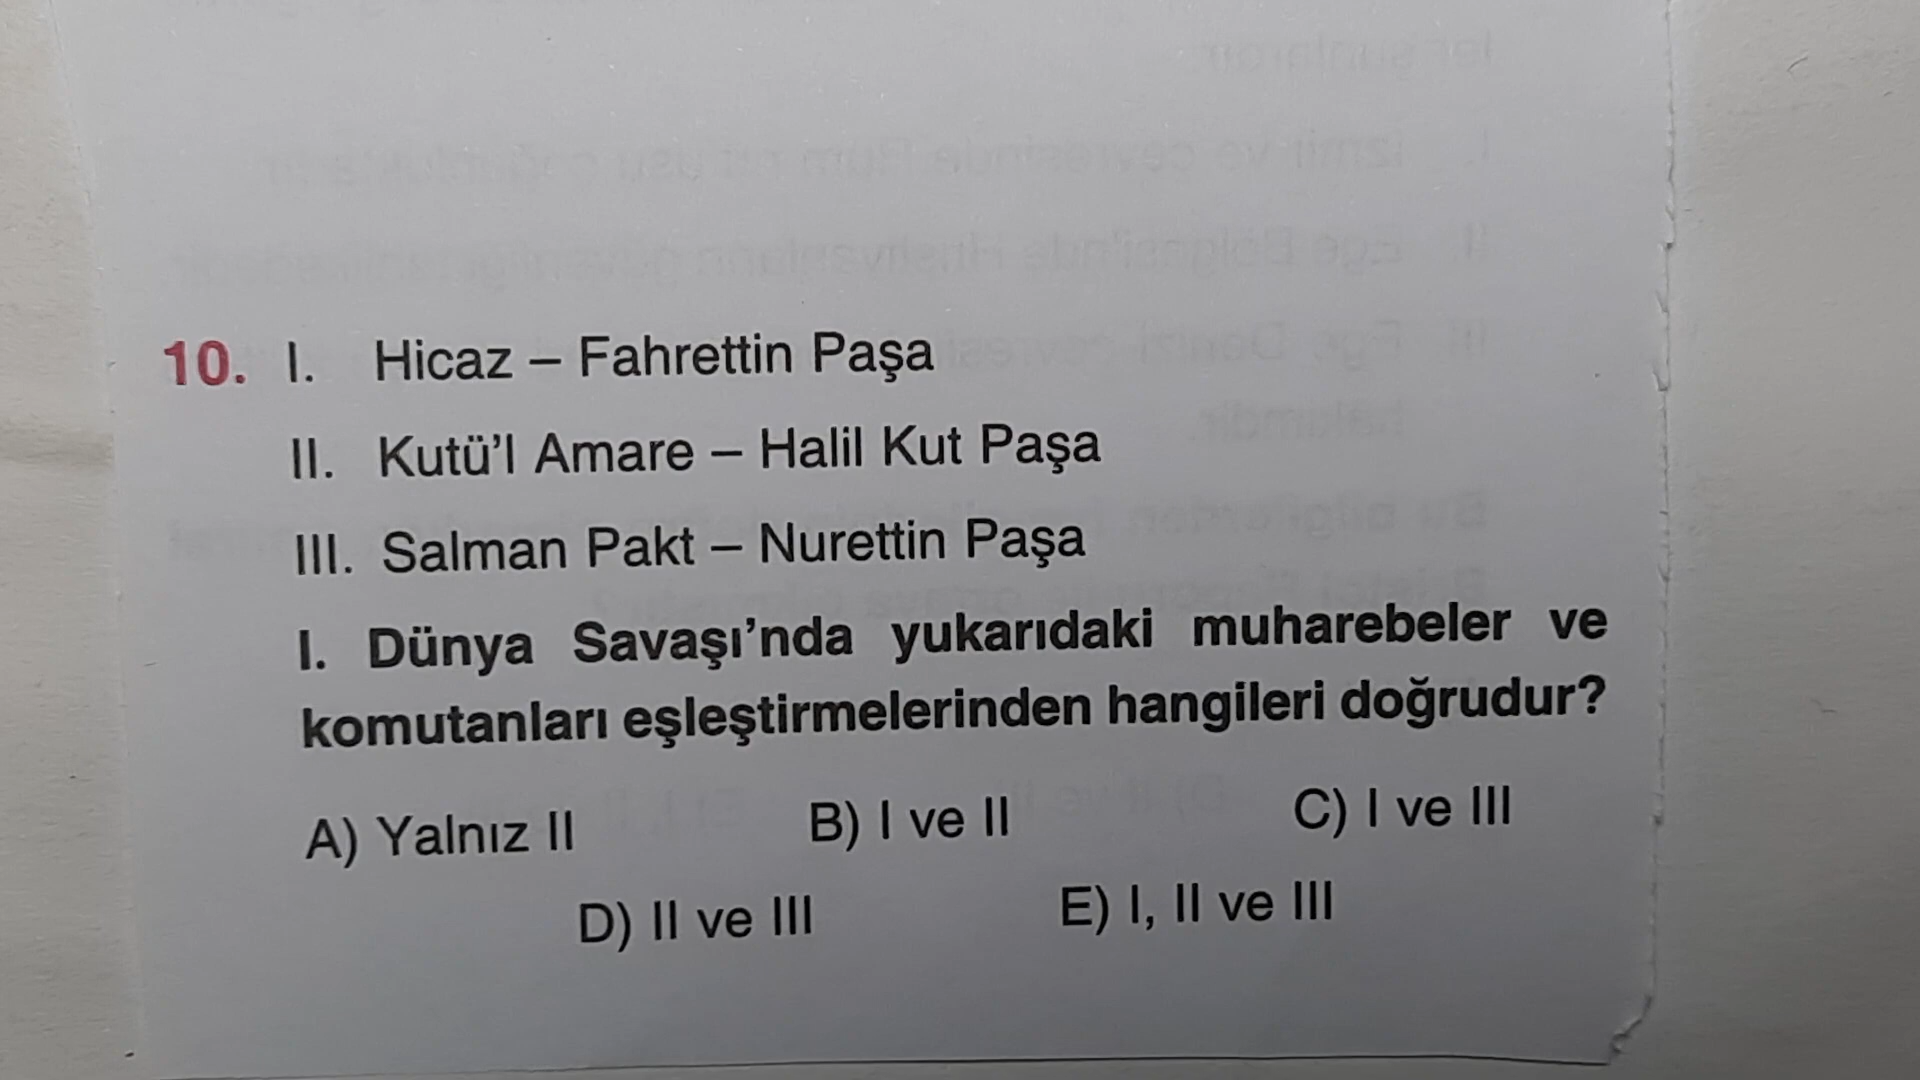 10. I. Hicaz – Fahrettin Paşa
II. Kutü'l Amare – Halil Kut Paşa
III. Salman Pakt – Nurettin Paşa
I. Dünya Savaşı'nda yukarıdaki muharebeler ve
komutanları eşleştirmelerinden hangileri doğrudur?
A) Yalnız II B) I ve II C) I ve III
D) II ve III E) I, II ve III